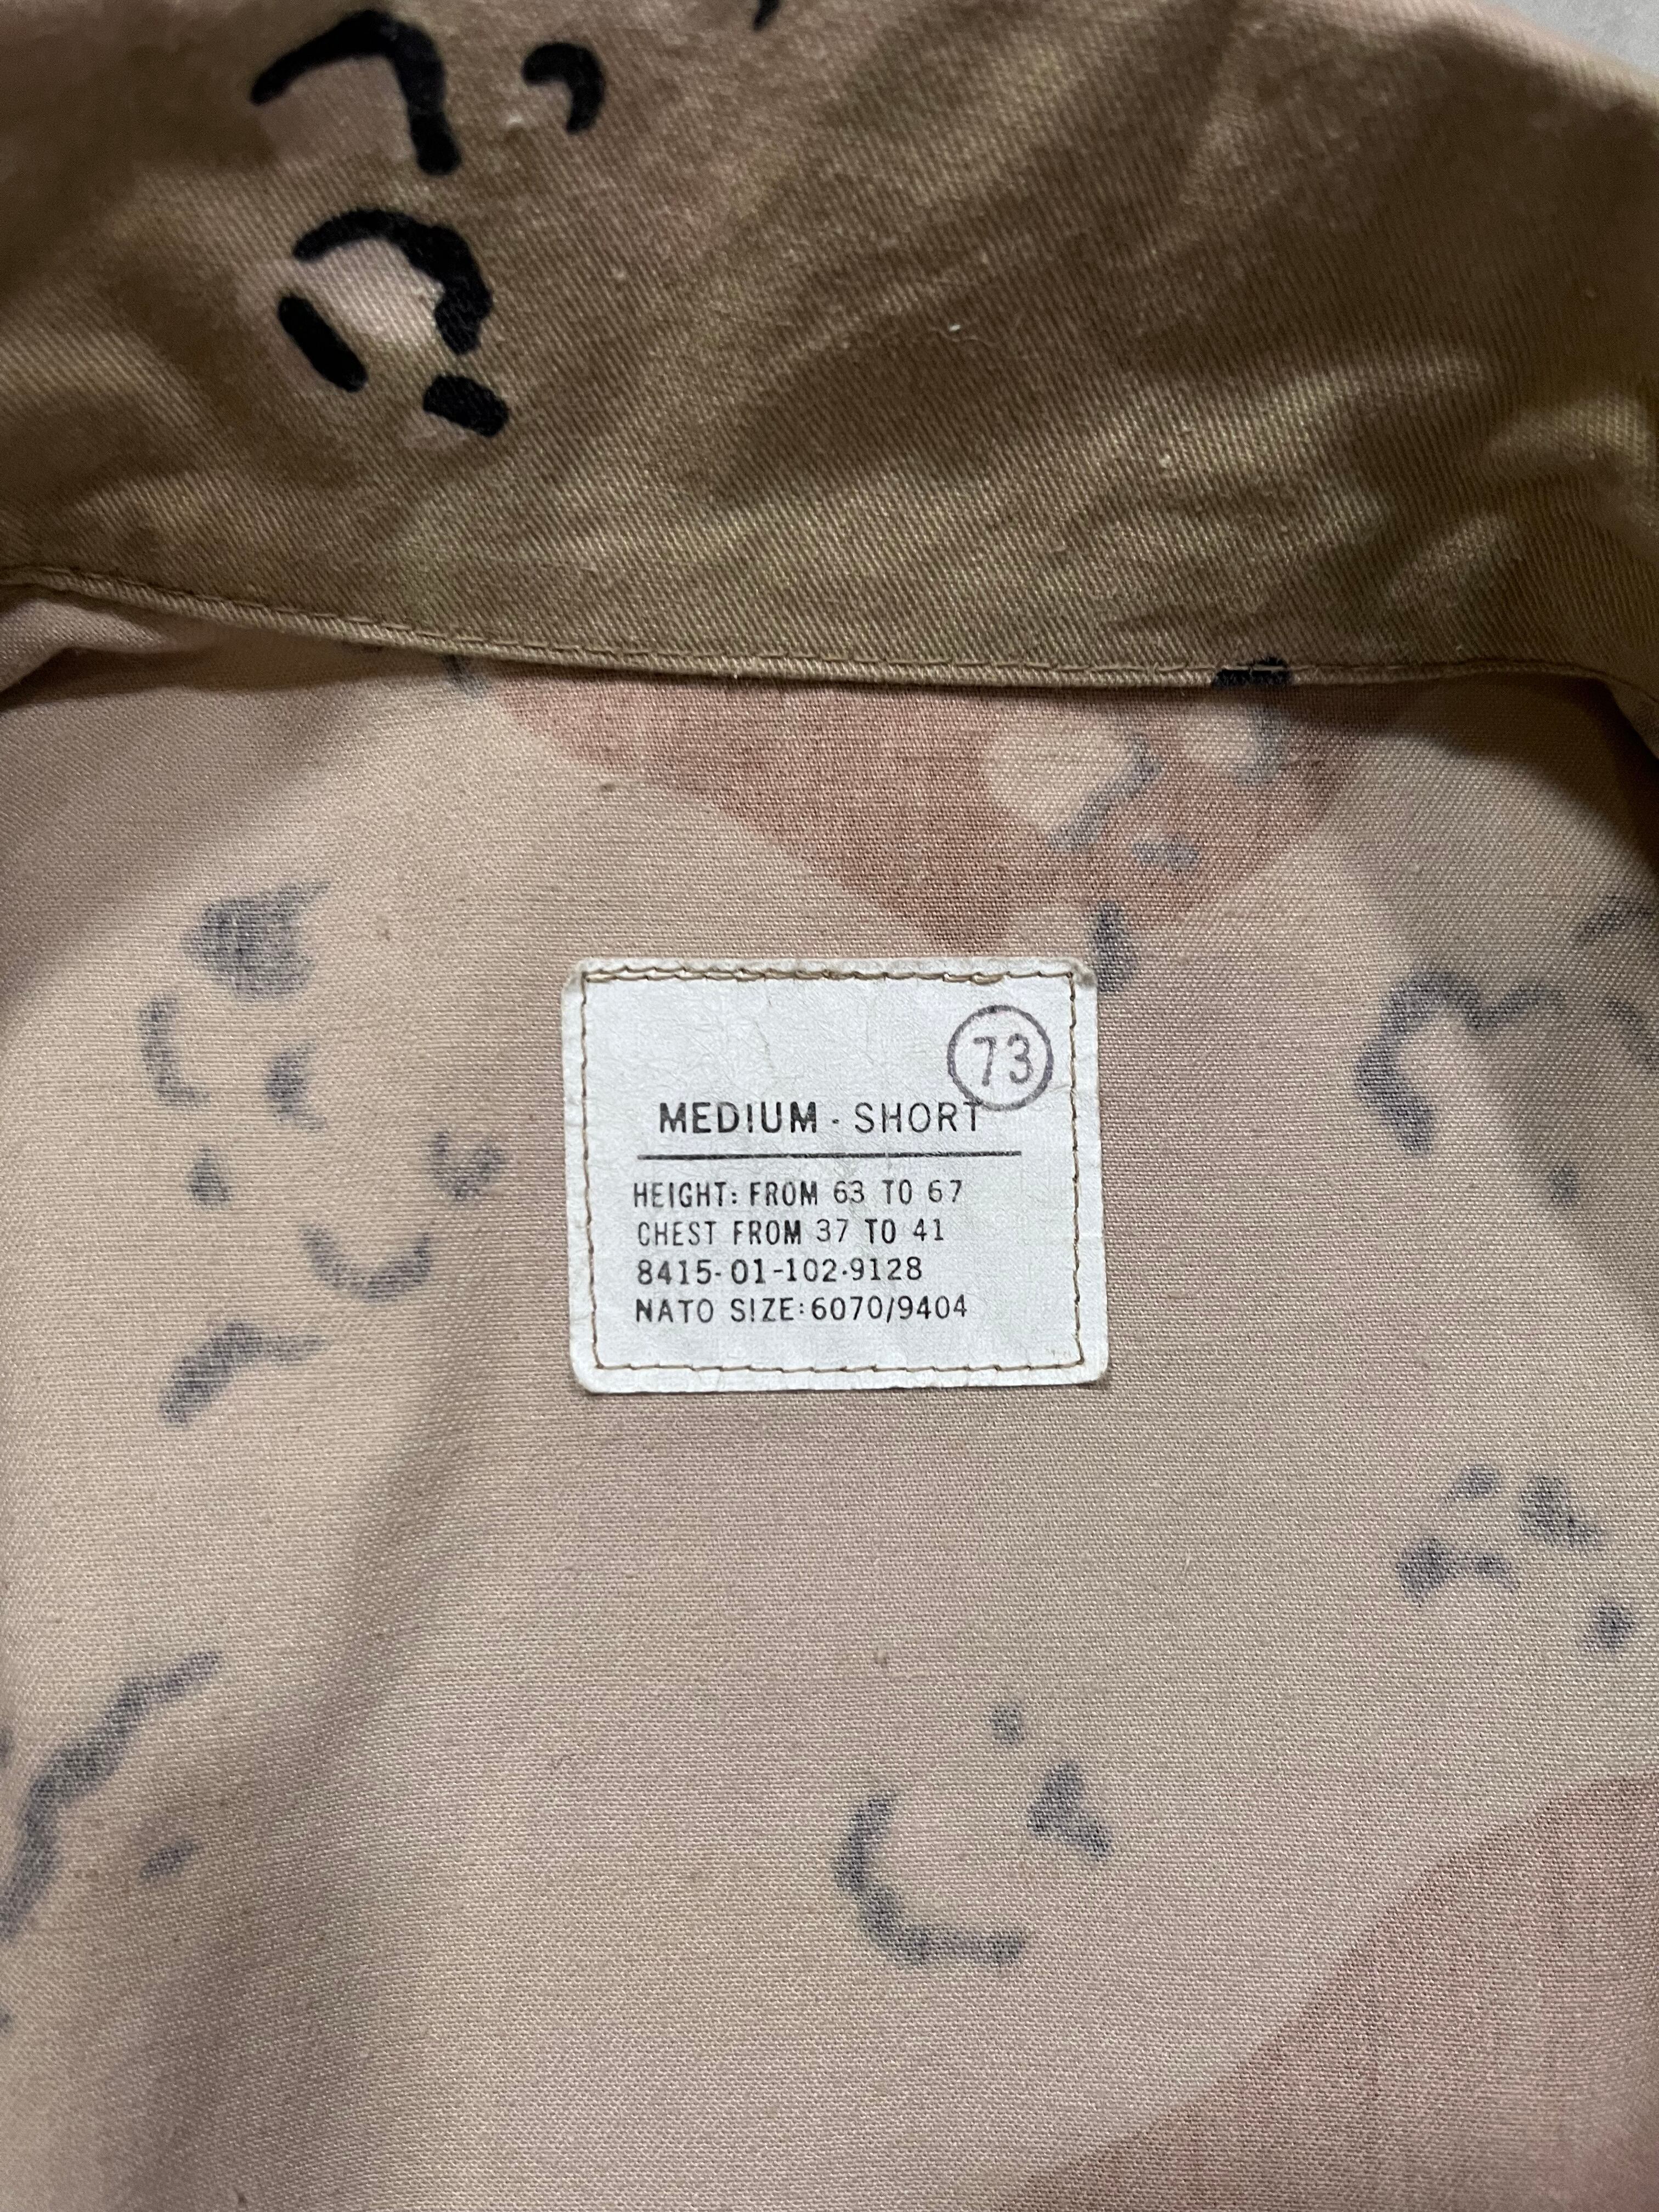 73
MEDIUM - SHORT
HEIGHT: FROM 63 TO 67
CHEST FROM 37 TO 41
8415-01-102-9128
NATO SIZE: 6070/9404